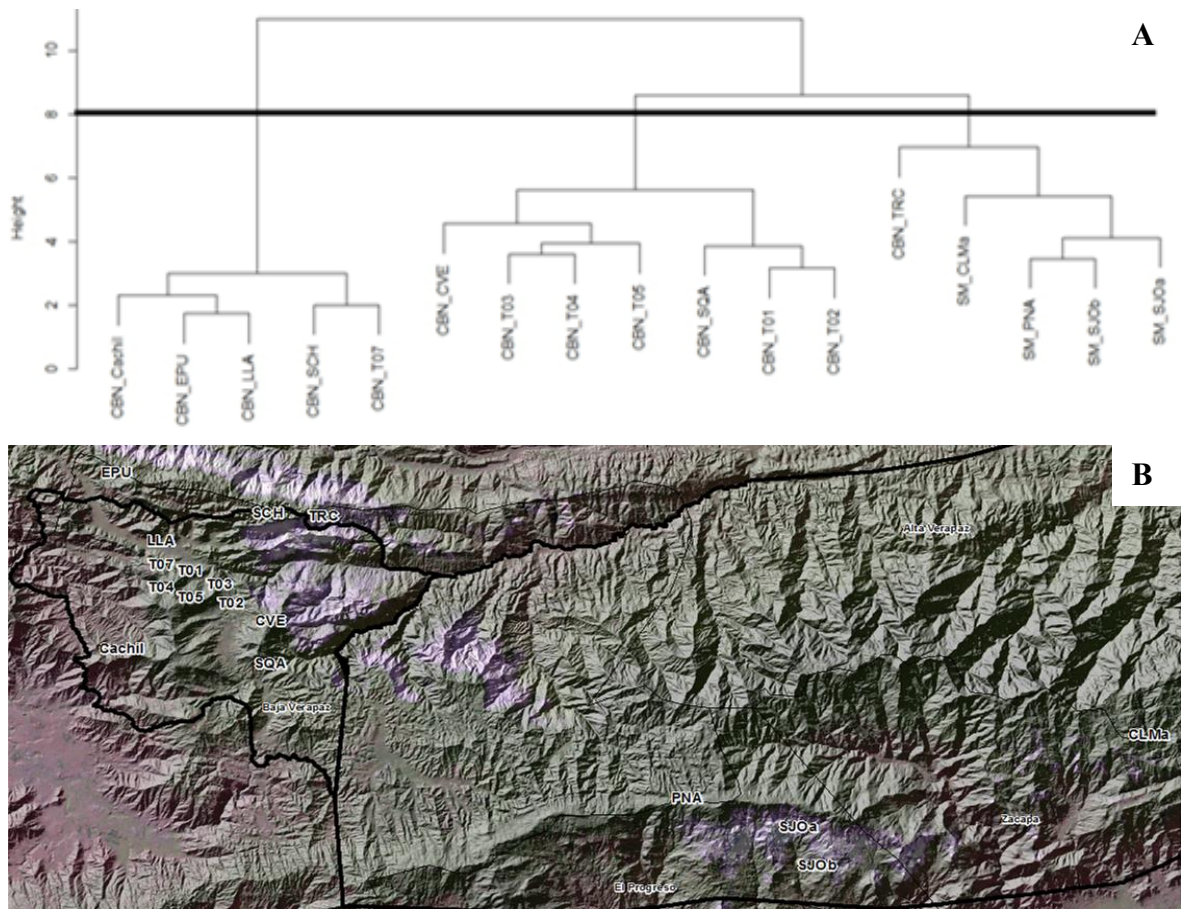 A
10
8
6
4
2
0
Height
CBN_Cachil
CBN_EPU
CBN_LLA
CBN_SCH
CBN_T07
CBN_CVE
CBN_T03
CBN_T04
CBN_T05
CBN_SQA
CBN_T01
CBN_T02
CBN_TRC
SM_CLMa
SM_PNA
SM_SJOb
SM_SJOa
B
EPU
SCH TRC
Alta Verapaz
LLA
T07 T01
T04 T05 T03
T02
CVE
Cachil
SQA
Baja Verapaz
CLMa
PNA
SJOa
Zacapa
SJOb
El Progreso